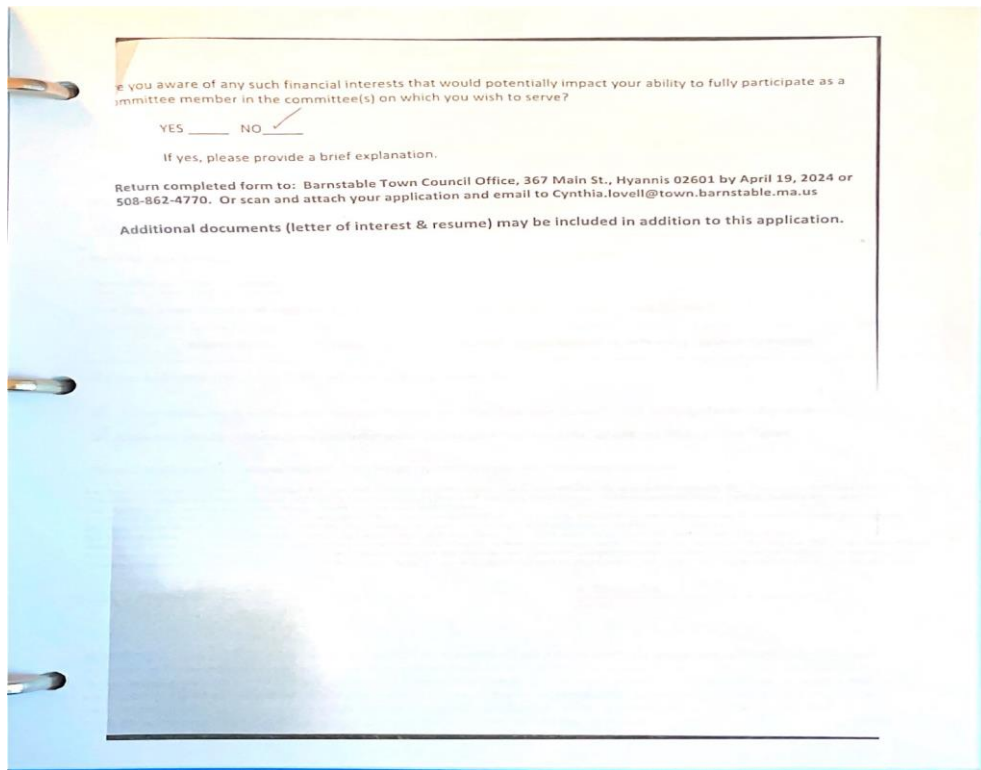 e you aware of any such financial interests that would potentially impact your ability to fully participate as a
mmittee member in the committee(s) on which you wish to serve?
YES _____ NO_✓____
If yes, please provide a brief explanation.
Return completed form to: Barnstable Town Council Office, 367 Main St., Hyannis 02601 by April 19, 2024 or
508-862-4770. Or scan and attach your application and email to Cynthia.lovell@town.barnstable.ma.us
Additional documents (letter of interest & resume) may be included in addition to this application.